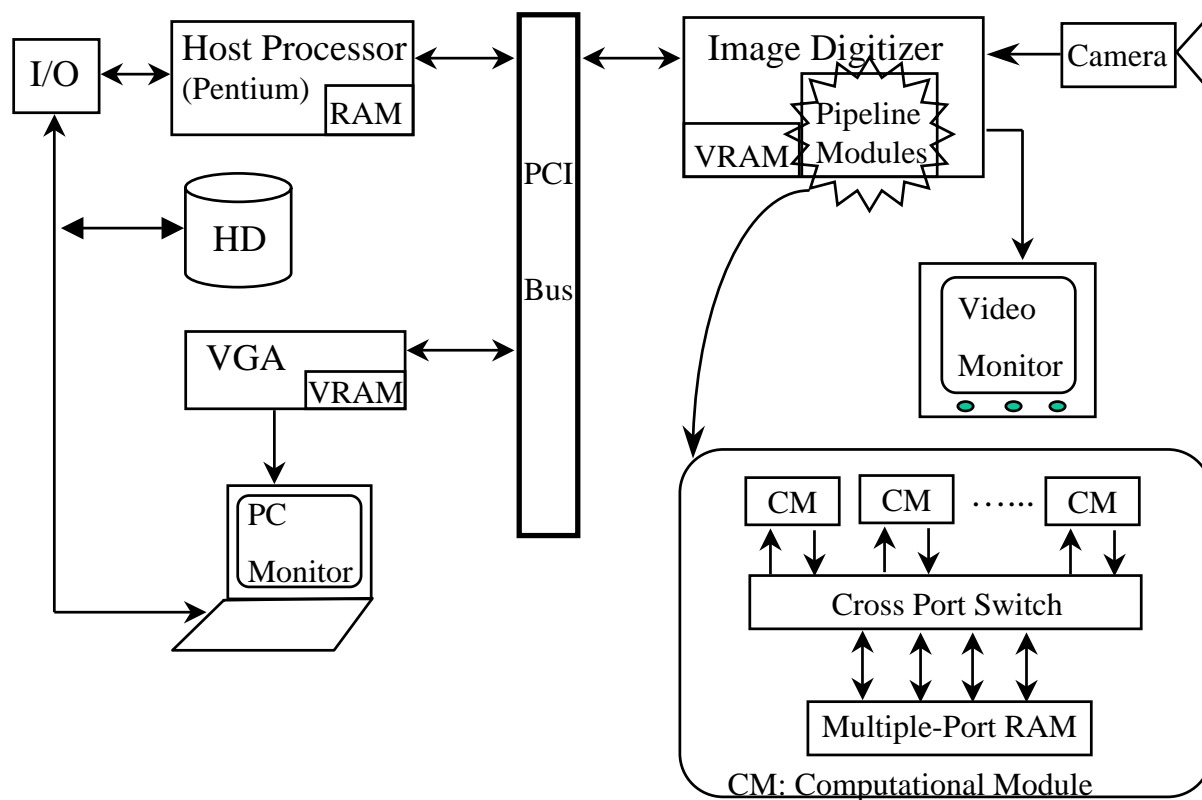 I/O
Host Processor
(Pentium)
RAM
HD
VGA
VRAM
PC
Monitor
PCI
Bus
Image Digitizer
Pipeline
Modules
VRAM
Camera
Video
Monitor
CM
CM
…...
CM
Cross Port Switch
Multiple-Port RAM
CM: Computational Module